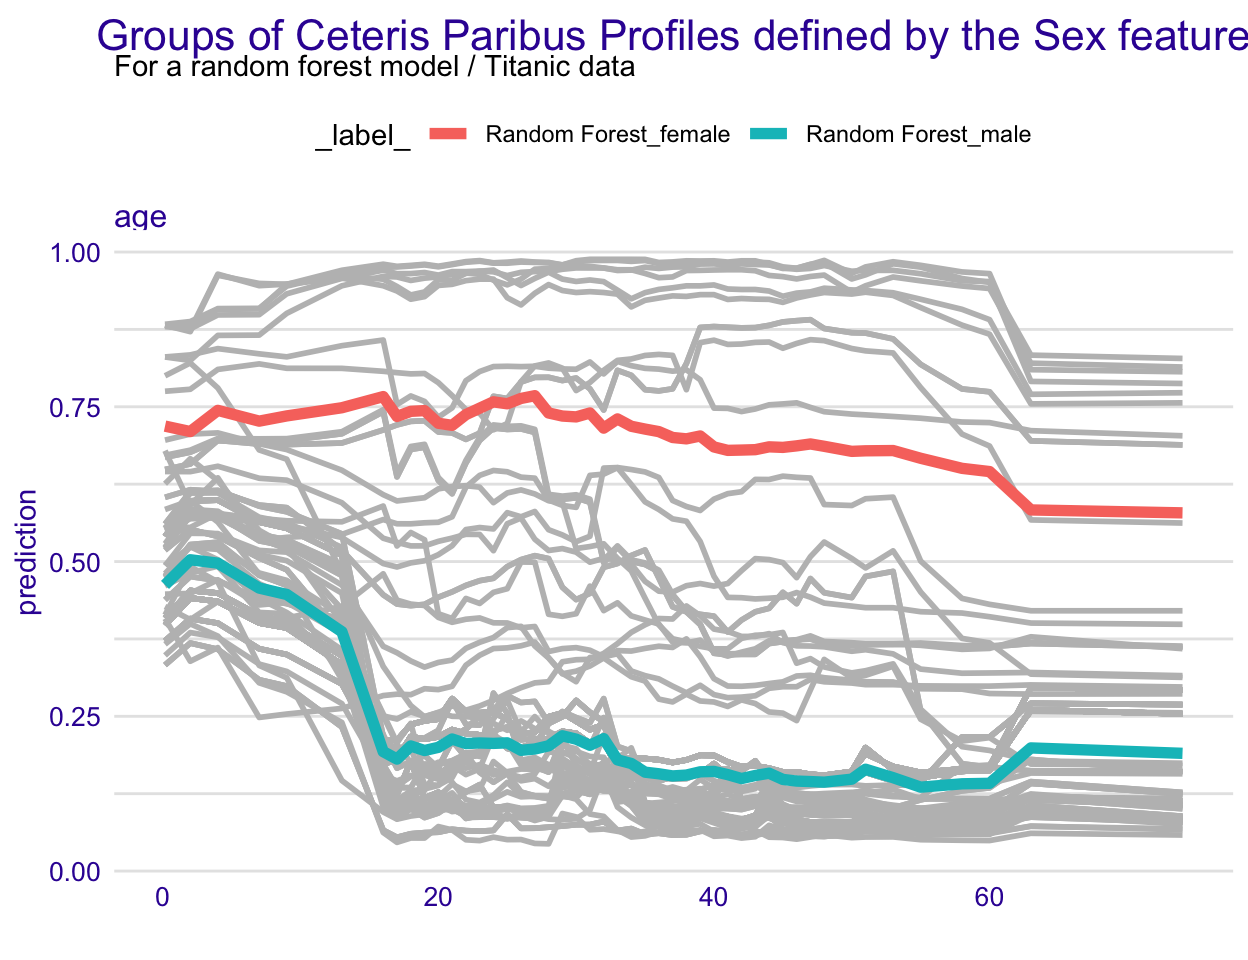 Groups of Ceteris Paribus Profiles defined by the Sex feature
For a random forest model / Titanic data
_label_ Random Forest_female Random Forest_male
age
1.00
0.75
0.50
0.25
0.00
prediction
0 20 40 60